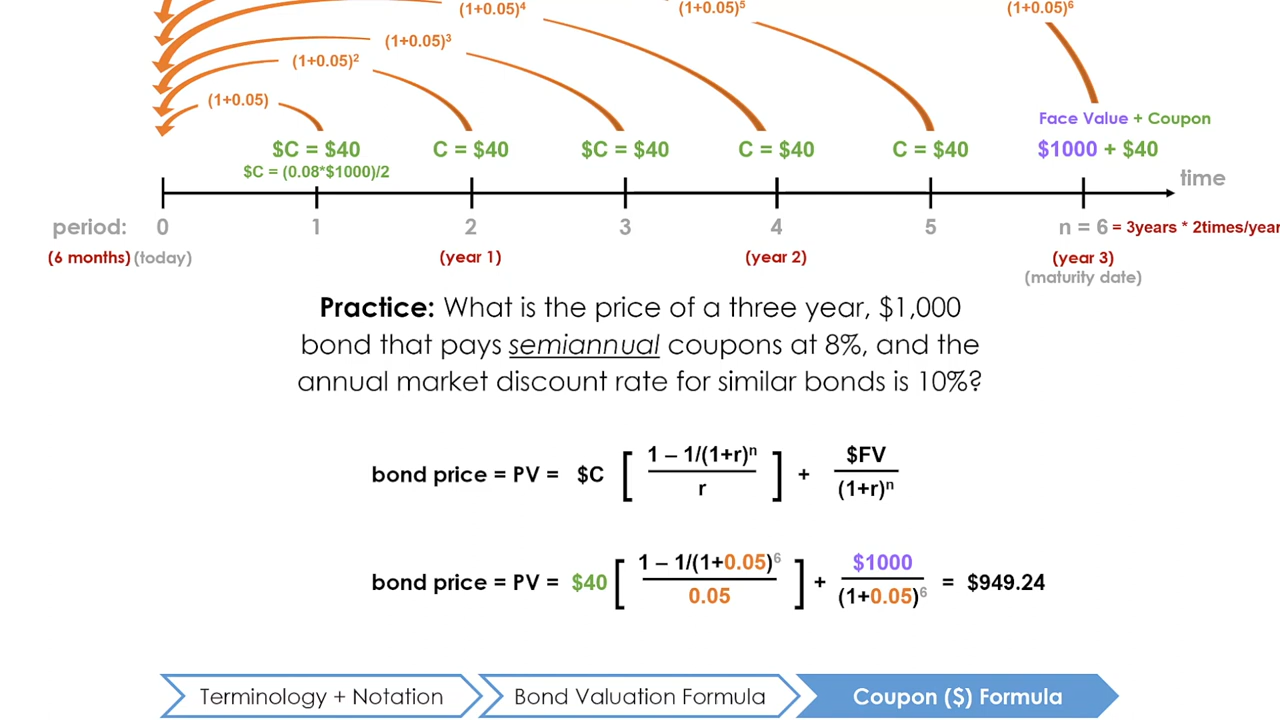 (1+0.05)⁴
(1+0.05)⁵
(1+0.05)⁶
(1+0.05)³
(1+0.05)²
(1+0.05)
Face Value + Coupon
$C = $40
C = $40
$C = $40
C = $40
C = $40
$1000 + $40
$C = (0.08*$1000)/2
time
period: 0 1 2 3 4 5 n = 6 = 3years * 2times/year
(6 months) (today) (year 1) (year 2) (year 3)
(maturity date)
Practice: What is the price of a three year, $1,000
bond that pays semiannual coupons at 8%, and the
annual market discount rate for similar bonds is 10%?
bond price = PV = $C [ 1 – 1/(1+r)ⁿ / r ] + $FV / (1+r)ⁿ
bond price = PV = $40 [ 1 – 1/(1+0.05)⁶ / 0.05 ] + $1000 / (1+0.05)⁶ = $949.24
Terminology + Notation
Bond Valuation Formula
Coupon ($) Formula